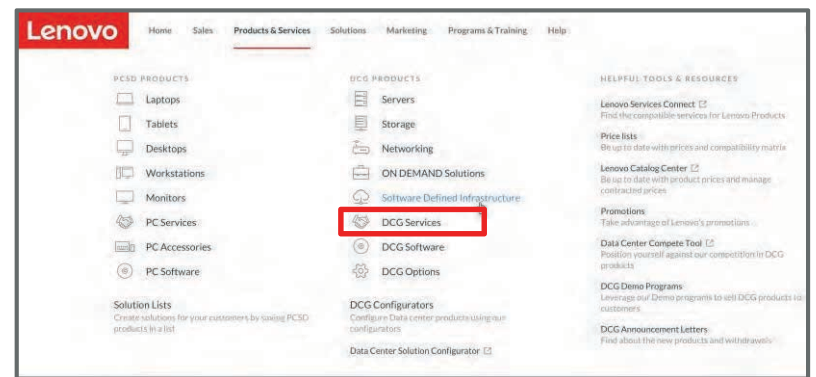 Lenovo
Home Sales Products & Services Solutions Marketing Programs & Training Help
PCSD PRODUCTS
Laptops
Tablets
Desktops
Workstations
Monitors
PC Services
PC Accessories
PC Software
Solution Lists
Create solutions for your customers by saving PCSD
products in a list
DCG PRODUCTS
Servers
Storage
Networking
ON DEMAND Solutions
Software Defined Infrastructure
DCG Services
DCG Software
DCG Options
DCG Configurators
Configure Data center products using our
configurators
Data Center Solution Configurator
HELPFUL TOOLS & RESOURCES
Lenovo Services Connect
Find the compatible services for Lenovo Products
Price lists
Be up to date with prices and compatibility matrix
Lenovo Catalog Center
Be up to date with product prices and manage
contracted prices
Promotions
Take advantage of Lenovo's promotions
Data Center Compete Tool
Position yourself against our competition in DCG
products
DCG Demo Programs
Leverage our Demo programs to sell DCG products to
customers
DCG Announcement Letters
Find about the new products and withdrawals